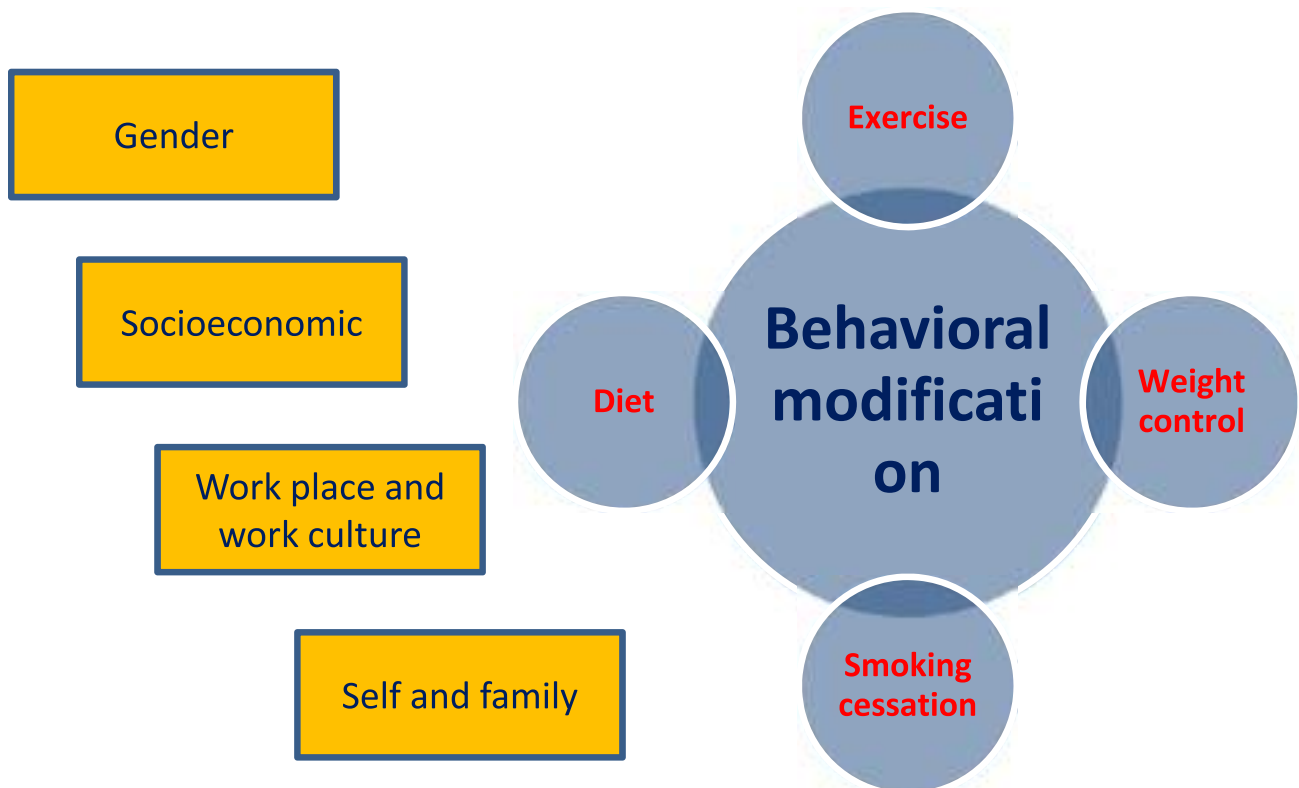 Gender
Socioeconomic
Work place and
work culture
Self and family
Exercise
Diet
Behavioral
modificati
on
Weight
control
Smoking
cessation